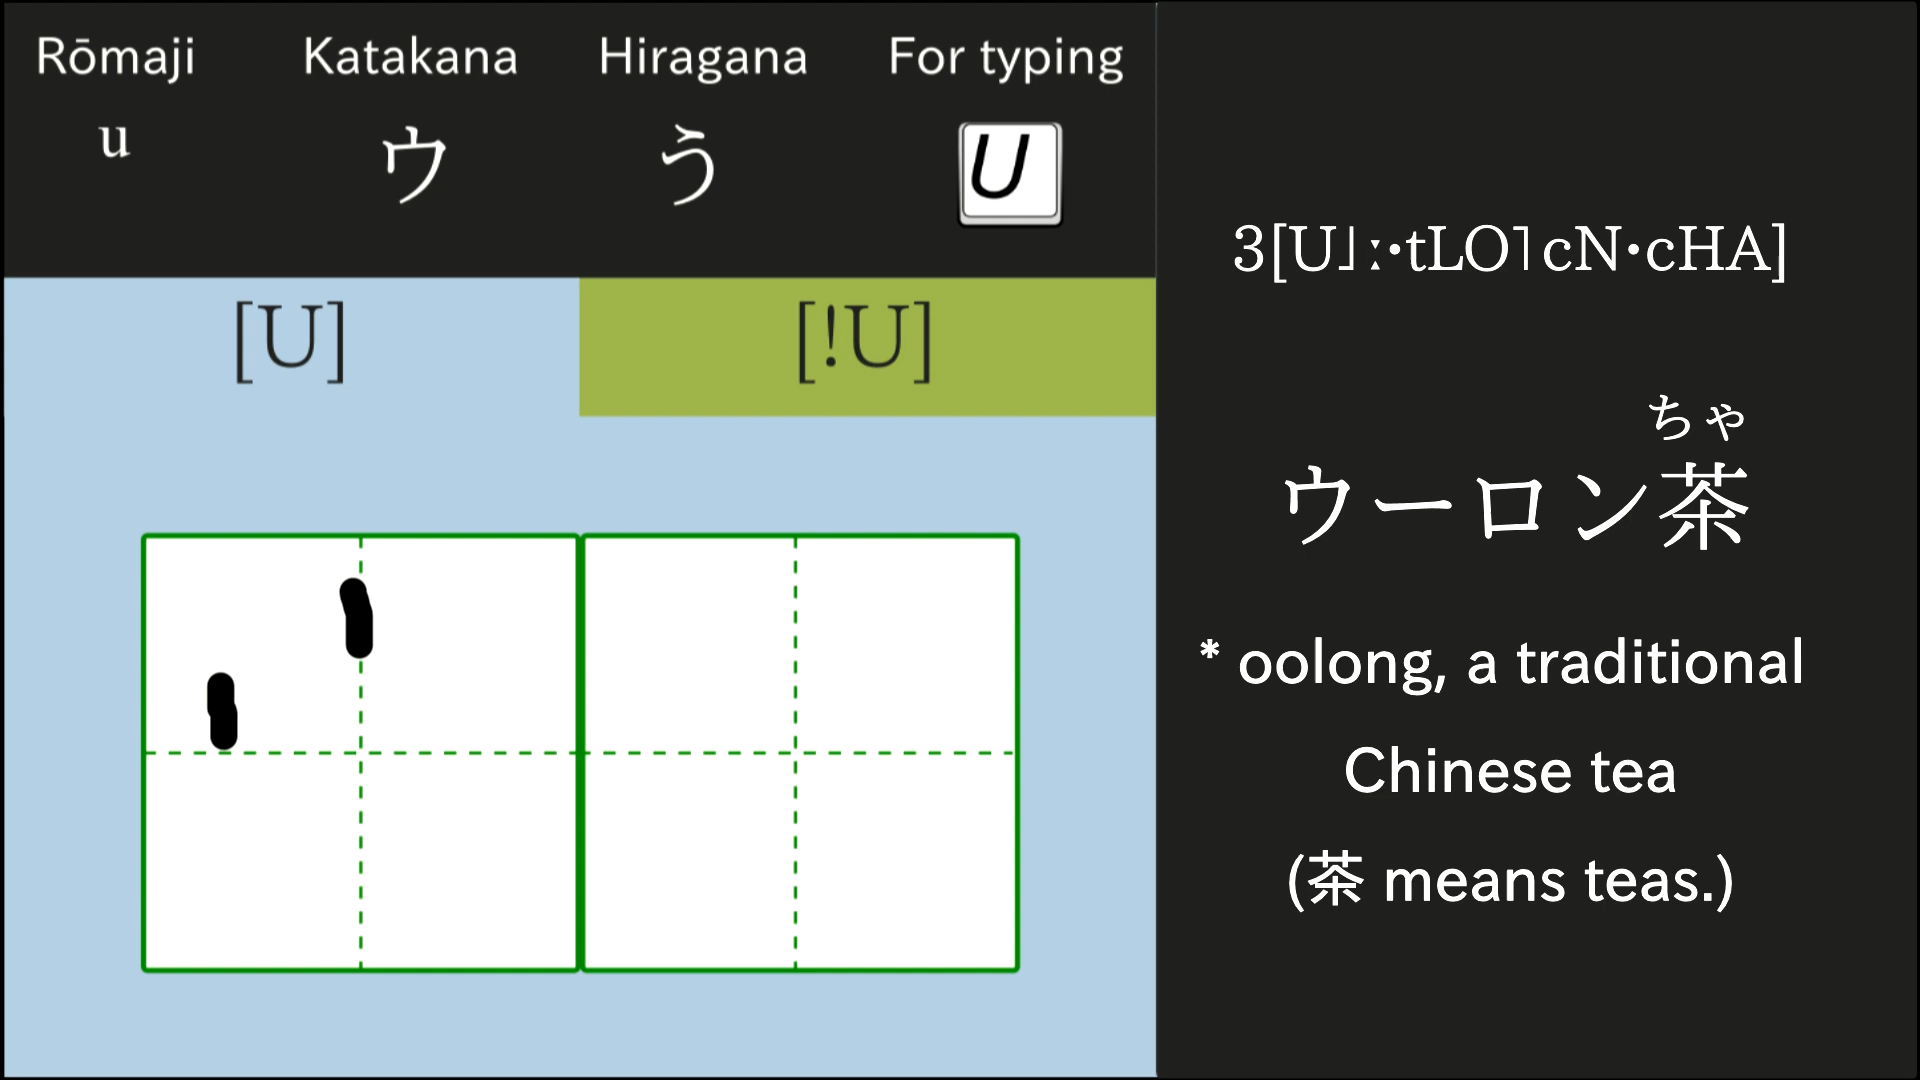 Rōmaji Katakana Hiragana For typing
u ウ う U
[U] [!U]
3[U˩ː·tLO˥cN·cHA]
ちゃ
ウーロン茶
* oolong, a traditional
Chinese tea
(茶 means teas.)